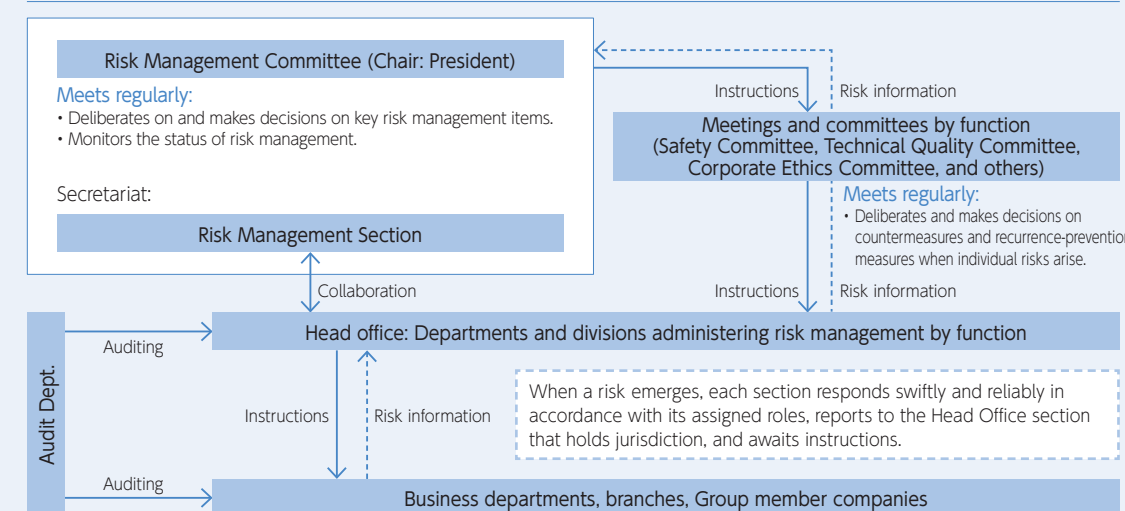 Risk Management Committee (Chair: President)
Meets regularly:
• Deliberates on and makes decisions on key risk management items.
• Monitors the status of risk management.
Secretariat:
Risk Management Section
Instructions
Risk information
Meetings and committees by function
(Safety Committee, Technical Quality Committee,
Corporate Ethics Committee, and others)
Meets regularly:
• Deliberates and makes decisions on
countermeasures and recurrence-prevention
measures when individual risks arise.
Collaboration
Instructions
Risk information
Audit Dept.
Auditing
Head office: Departments and divisions administering risk management by function
Instructions
Risk information
When a risk emerges, each section responds swiftly and reliably in
accordance with its assigned roles, reports to the Head Office section
that holds jurisdiction, and awaits instructions.
Auditing
Business departments, branches, Group member companies